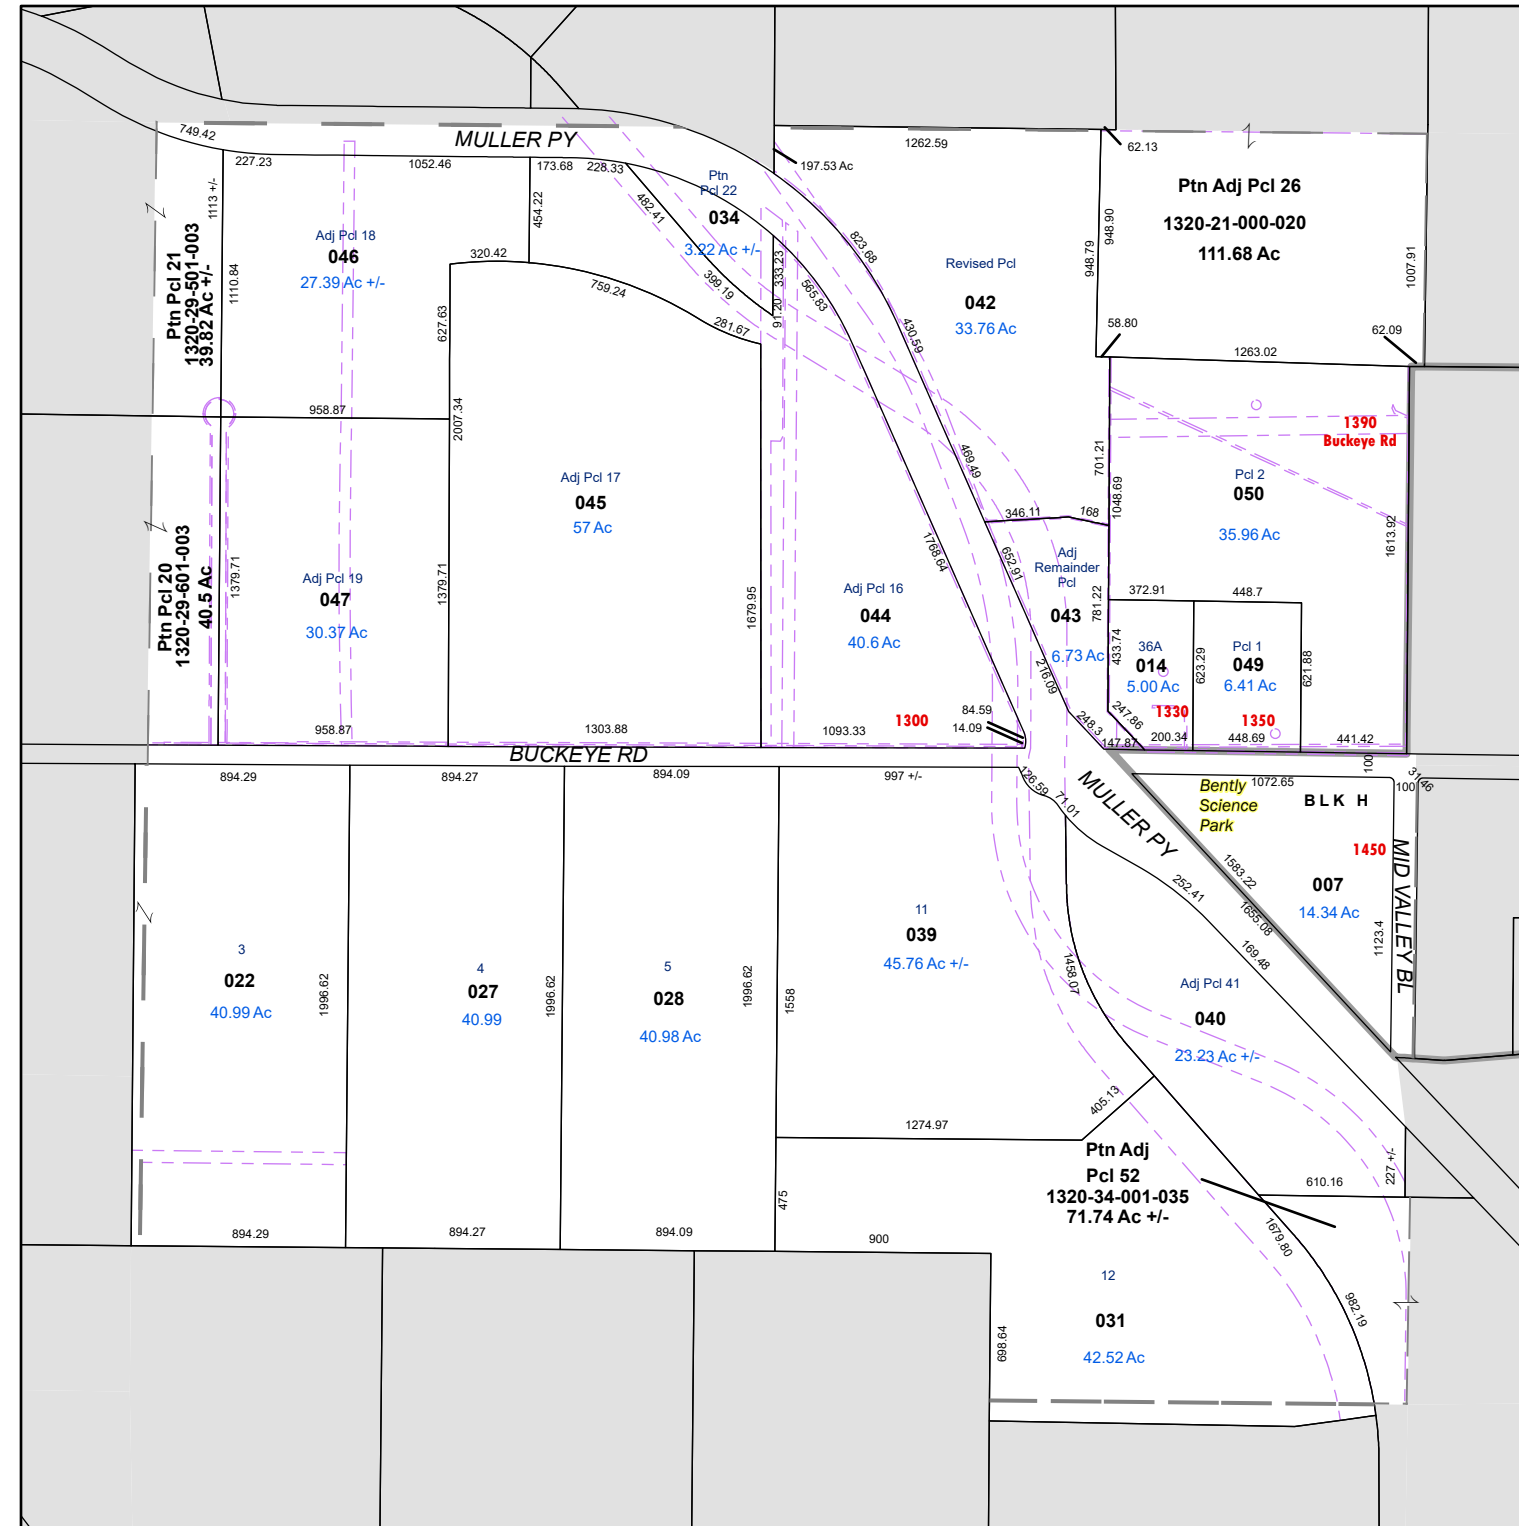 749.42
MULLER PY
227.23
1052.46
173.68
228.33
1262.59
62.13
197.53 Ac
1113 +/-
Ptn Pcl 21
1320-29-501-003
39.82 Ac +/-
1110.84
Adj Pcl 18
046
27.39 Ac +/-
454.22
320.42
759.24
281.67
627.63
482.41
399.19
Ptn
Pcl 22
034
3.22 Ac +/-
333.23
91.20
565.83
823.68
430.59
Revised Pcl
042
33.76 Ac
948.90
948.79
Ptn Adj Pcl 26
1320-21-000-020
111.68 Ac
1007.91
58.80
62.09
1263.02
958.87
2007.34
469.49
701.21
1048.69
1390
Buckeye Rd
Pcl 2
050
35.96 Ac
1613.92
Adj Pcl 17
045
57 Ac
346.11
168
Ptn Pcl 20
1320-29-601-003
40.5 Ac
1379.71
Adj Pcl 19
047
30.37 Ac
1379.71
1679.95
1768.64
652.91
Adj
Remainder
Pcl
043
6.73 Ac
781.22
433.74
372.91
448.7
Adj Pcl 16
044
40.6 Ac
36A
014
5.00 Ac
623.29
Pcl 1
049
6.41 Ac
621.88
216.09
248.3
247.86
1330
1350
1300
84.59
14.09
958.87
1303.88
1093.33
147.87
200.34
448.69
441.42
BUCKEYE RD
100
894.29
894.27
894.09
997 +/-
126.59
71.01
MULLER PY
1072.65
31.46
100
Bently
Science
Park
BLK H
1450
007
14.34 Ac
1583.22
1655.08
1123.4
MID VALLEY BL
252.41
169.48
3
022
40.99 Ac
1996.62
4
027
40.99
1996.62
5
028
40.98 Ac
1996.62
1558
11
039
45.76 Ac +/-
1458.07
Adj Pcl 41
040
23.23 Ac +/-
405.13
1274.97
Ptn Adj
Pcl 52
1320-34-001-035
71.74 Ac +/-
227 +/-
610.16
475
894.29
894.27
894.09
900
1679.80
982.19
698.64
12
031
42.52 Ac